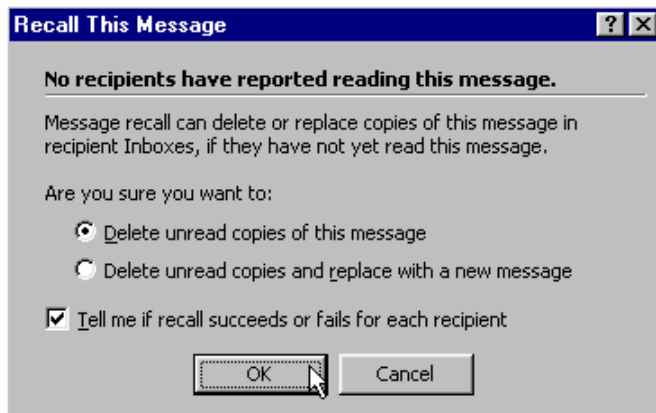 Recall This Message
No recipients have reported reading this message.
Message recall can delete or replace copies of this message in
recipient Inboxes, if they have not yet read this message.
Are you sure you want to:
Delete unread copies of this message
Delete unread copies and replace with a new message
Tell me if recall succeeds or fails for each recipient
OK Cancel